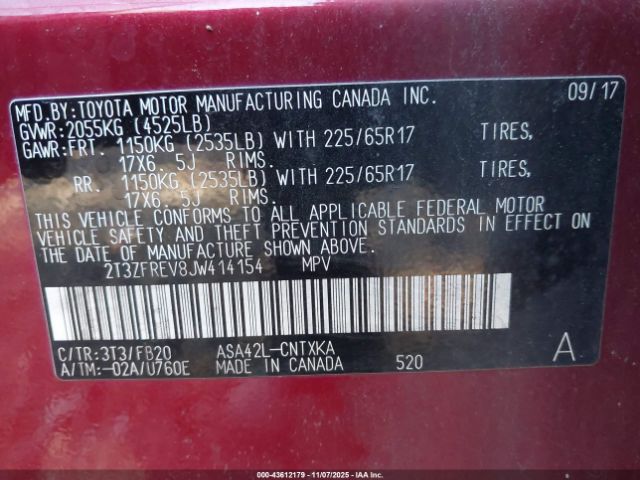 MFD.BY:TOYOTA MOTOR MANUFACTURING CANADA INC. 09/17
GVWR:2055KG (4525LB)
GAWR:FRT. 1150KG (2535LB) WITH 225/65R17 TIRES,
17X6.5J RIMS.
RR. 1150KG (2535LB) WITH 225/65R17 TIRES,
17X6.5J RIMS.
THIS VEHICLE CONFORMS TO ALL APPLICABLE FEDERAL MOTOR
VEHICLE SAFETY AND THEFT PREVENTION STANDARDS IN EFFECT ON
THE DATE OF MANUFACTURE SHOWN ABOVE.
2T3ZFREV8JW414154 MPV
C/TR:3T3/FB20 ASA42L-CNTXKA A
A/TM:-02A/U760E MADE IN CANADA 520
000-43612179 - 11/07/2025 - IAAI.COM